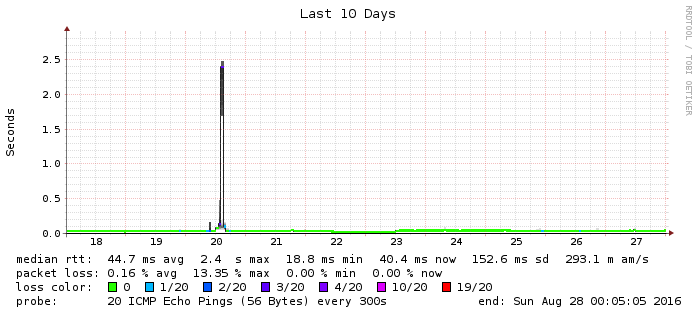 Last 10 Days
RRDTOOL / TOBI OETIKER
Seconds
2.5
2.0
1.5
1.0
0.5
0.0
18 19 20 21 22 23 24 25 26 27
median rtt: 44.7 ms avg 2.4 s max 18.8 ms min 40.4 ms now 152.6 ms sd 293.1 m am/s
packet loss: 0.16 % avg 13.35 % max 0.00 % min 0.00 % now
loss color: 0 1/20 2/20 3/20 4/20 10/20 19/20
probe: 20 ICMP Echo Pings (56 Bytes) every 300s end: Sun Aug 28 00:05:05 2016